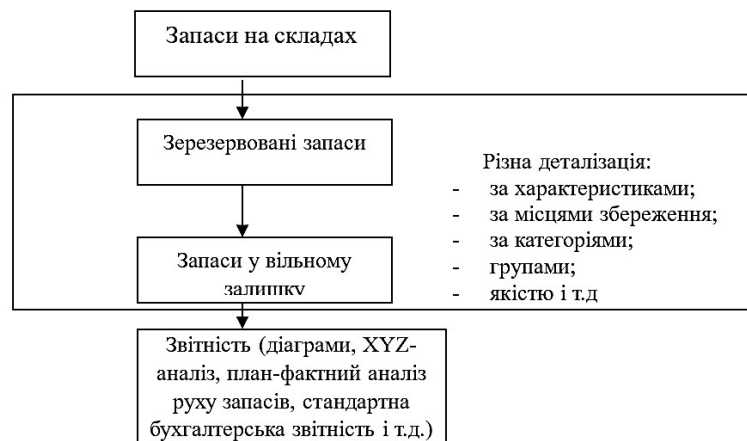 Запаси на складах
Зерезервовані запаси
Різна деталізація:
- за характеристиками;
- за місцями збереження;
- за категоріями;
- групами;
- якістю і т.д
Запаси у вільному
залишку
Звітність (діаграми, XYZ-
аналіз, план-фактний аналіз
руху запасів, стандартна
бухгалтерська звітність і т.д.)